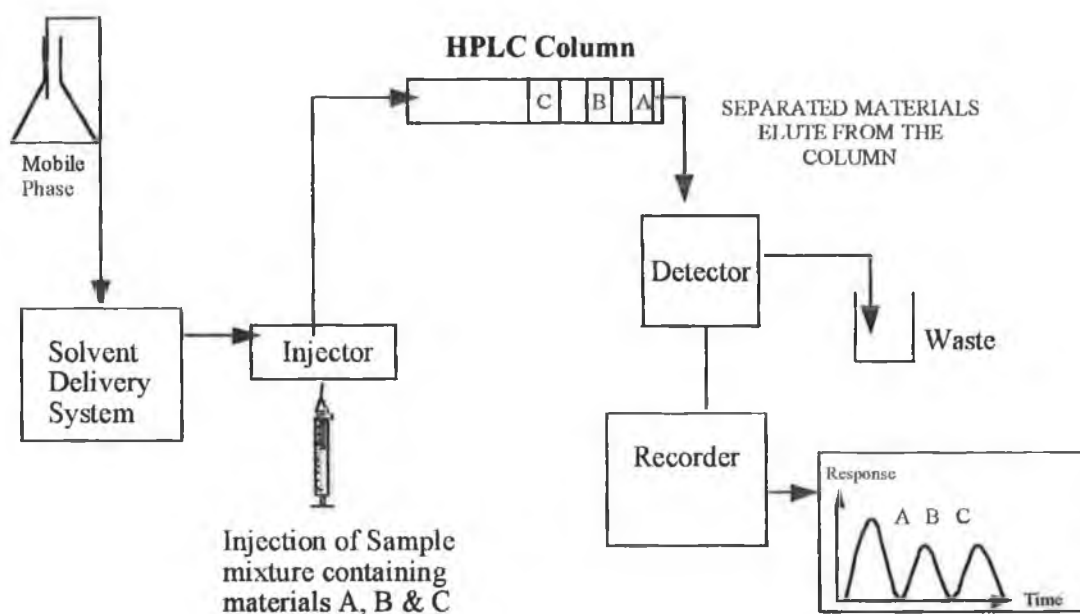 HPLC Column
C B A
SEPARATED MATERIALS
ELUTE FROM THE
COLUMN
Mobile
Phase
Solvent
Delivery
System
Injector
Detector
Waste
Recorder
Response
A B C
Time
Injection of Sample
mixture containing
materials A, B & C